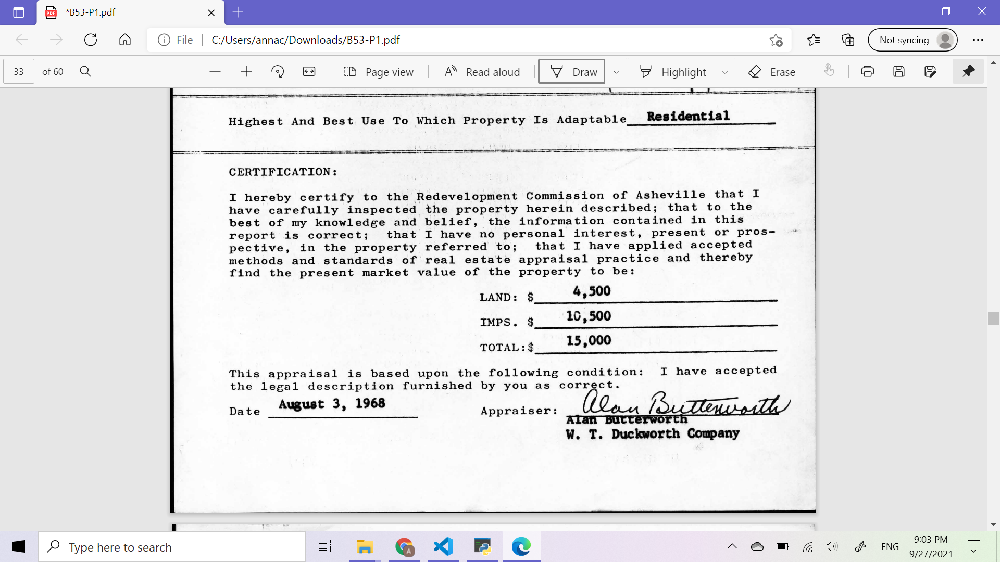 *B53-P1.pdf
File
C:/Users/annac/Downloads/B53-P1.pdf
Not syncing
33 of 60
Page view
Read aloud
Draw
Highlight
Erase
Highest And Best Use To Which Property Is Adaptable Residential
CERTIFICATION:
I hereby certify to the Redevelopment Commission of Asheville that I
have carefully inspected the property herein described; that to the
best of my knowledge and belief, the information contained in this
report is correct; that I have no personal interest, present or pros-
pective, in the property referred to; that I have applied accepted
methods and standards of real estate appraisal practice and thereby
find the present market value of the property to be:
LAND: $ 4,500
IMPS. $ 10,500
TOTAL:$ 15,000
This appraisal is based upon the following condition: I have accepted
the legal description furnished by you as correct.
Date August 3, 1968 Appraiser: Alan Butterworth
Alan Butterworth
W. T. Duckworth Company
Type here to search
ENG
9:03 PM
9/27/2021